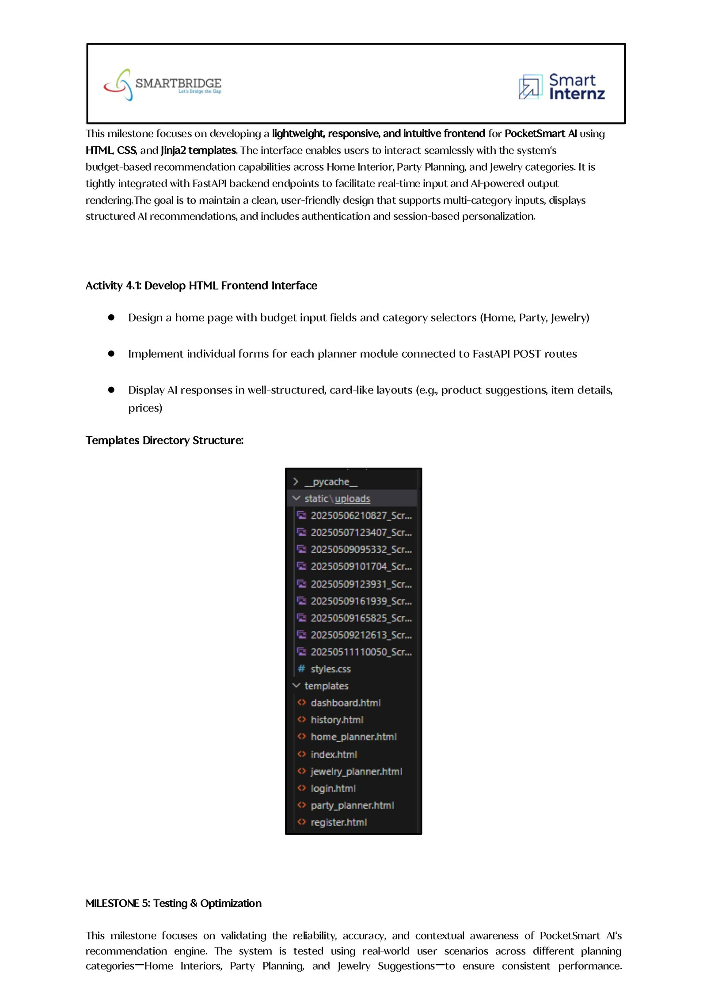 SMARTBRIDGE
Let's Bridge the Gap
Smart
Internz
This milestone focuses on developing a lightweight, responsive, and intuitive frontend for PocketSmart AI using
HTML, CSS, and Jinja2 templates. The interface enables users to interact seamlessly with the system‘s
budget-based recommendation capabilities across Home Interior, Party Planning, and Jewelry categories. It is
tightly integrated with FastAPI backend endpoints to facilitate real-time input and AI-powered output
rendering.The goal is to maintain a clean, user-friendly design that supports multi-category inputs, displays
structured AI recommendations, and includes authentication and session-based personalization.
Activity 4.1: Develop HTML Frontend Interface
● Design a home page with budget input fields and category selectors (Home, Party, Jewelry)
● Implement individual forms for each planner module connected to FastAPI POST routes
● Display AI responses in well-structured, card-like layouts (e.g., product suggestions, item details,
prices)
Templates Directory Structure:
__pycache__
static\uploads
20250506210827_Scr...
20250507123407_Scr...
20250509095332_Scr...
20250509101704_Scr...
20250509123931_Scr...
20250509161939_Scr...
20250509165825_Scr...
20250509212613_Scr...
20250511110050_Scr...
# styles.css
templates
<> dashboard.html
<> history.html
<> home_planner.html
<> index.html
<> jewelry_planner.html
<> login.html
<> party_planner.html
<> register.html
MILESTONE 5: Testing & Optimization
This milestone focuses on validating the reliability, accuracy, and contextual awareness of PocketSmart AI‘s
recommendation engine. The system is tested using real-world user scenarios across different planning
categories—Home Interiors, Party Planning, and Jewelry Suggestions—to ensure consistent performance.